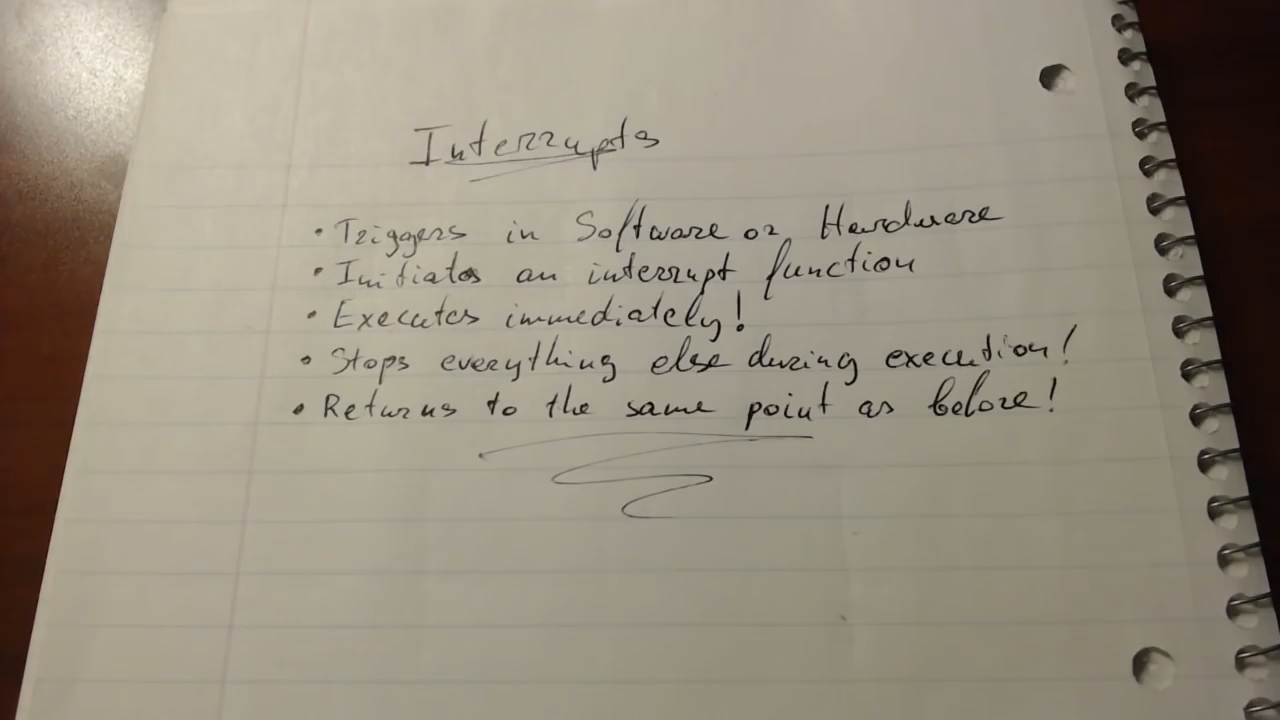 Interrupts
• Triggers in Software or Hardware
• Initiates an interrupt function
• Executes immediately!
• Stops everything else during execution!
• Returns to the same point as before!